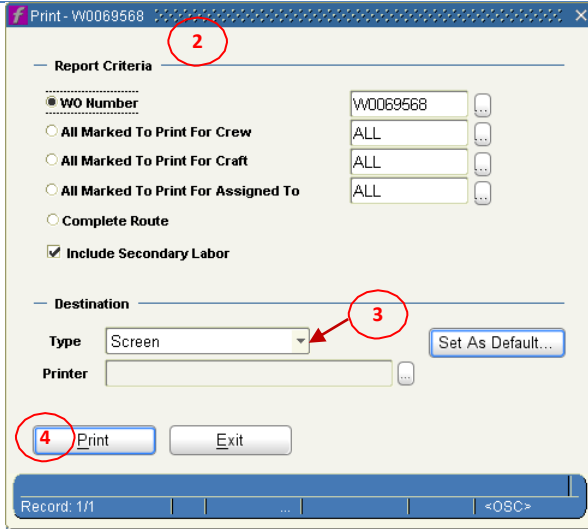 Print - W0069568
2
Report Criteria
WO Number W0069568 ...
All Marked To Print For Crew ALL ...
All Marked To Print For Craft ALL ...
All Marked To Print For Assigned To ALL ...
Complete Route
Include Secondary Labor
Destination
3
Type Screen Set As Default...
Printer ...
4 Print Exit
Record: 1/1 ... <OSC>